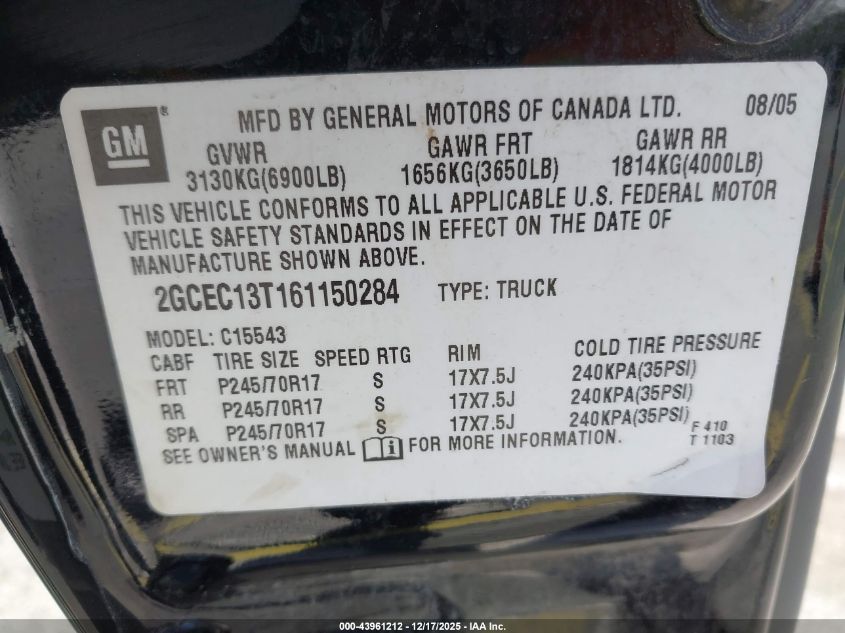 GM ® MFD BY GENERAL MOTORS OF CANADA LTD. 08/05
GVWR GAWR FRT GAWR RR
3130KG(6900LB) 1656KG(3650LB) 1814KG(4000LB)
THIS VEHICLE CONFORMS TO ALL APPLICABLE U.S. FEDERAL MOTOR
VEHICLE SAFETY STANDARDS IN EFFECT ON THE DATE OF
MANUFACTURE SHOWN ABOVE.
2GCEC13T161150284 TYPE: TRUCK
MODEL: C15543
CABF TIRE SIZE SPEED RTG RIM COLD TIRE PRESSURE
FRT P245/70R17 S 17X7.5J 240KPA(35PSI)
RR P245/70R17 S 17X7.5J 240KPA(35PSI)
SPA P245/70R17 S 17X7.5J 240KPA(35PSI)
SEE OWNER'S MANUAL i FOR MORE INFORMATION.
F 410
T 1103
000-43961212 - 12/17/2025 - IAA Inc.